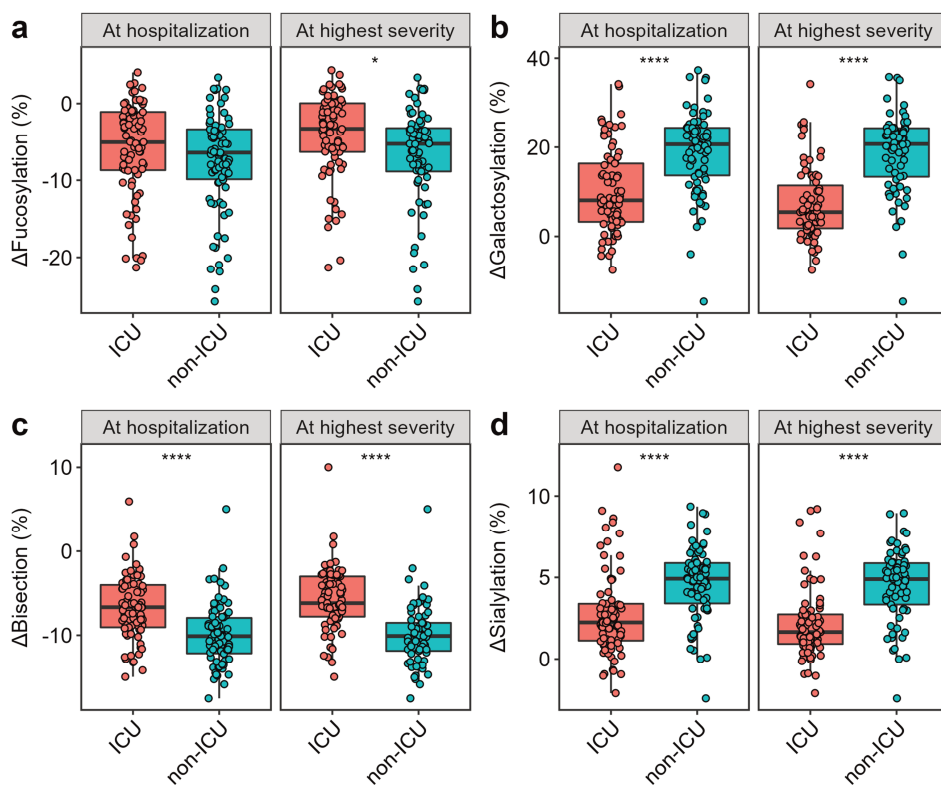 a
At hospitalization
At highest severity
*
ΔFucosylation (%)
0
-10
-20
ICU
non-ICU
ICU
non-ICU
b
At hospitalization
At highest severity
****
****
ΔGalactosylation (%)
40
20
0
ICU
non-ICU
ICU
non-ICU
c
At hospitalization
At highest severity
****
****
ΔBisection (%)
10
0
-10
ICU
non-ICU
ICU
non-ICU
d
At hospitalization
At highest severity
****
****
ΔSialylation (%)
10
5
0
ICU
non-ICU
ICU
non-ICU